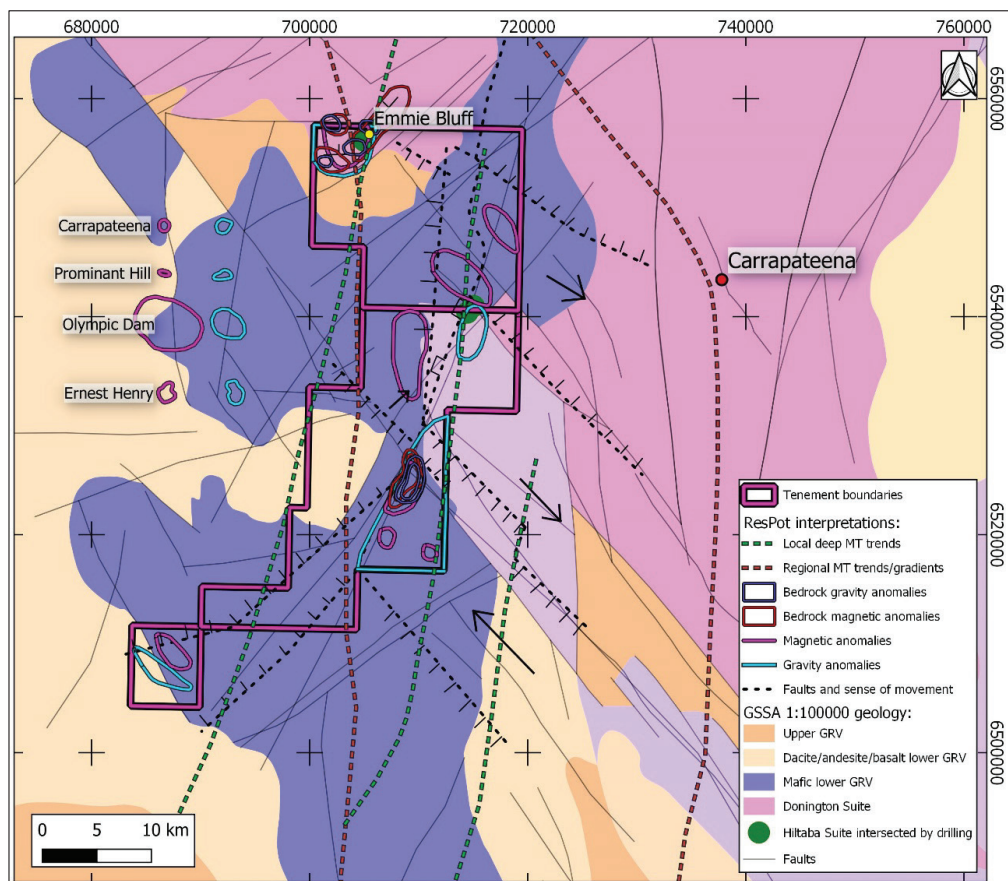 680000
700000
720000
740000
760000
6560000
6540000
6520000
6500000
Emmie Bluff
Carrapateena
Prominant Hill
Olympic Dam
Ernest Henry
Carrapateena
Tenement boundaries
ResPot interpretations:
Local deep MT trends
Regional MT trends/gradients
Bedrock gravity anomalies
Bedrock magnetic anomalies
Magnetic anomalies
Gravity anomalies
Faults and sense of movement
GSSA 1:100000 geology:
Upper GRV
Dacite/andesite/basalt lower GRV
Mafic lower GRV
Donington Suite
Hiltaba Suite intersected by drilling
Faults
0 5 10 km